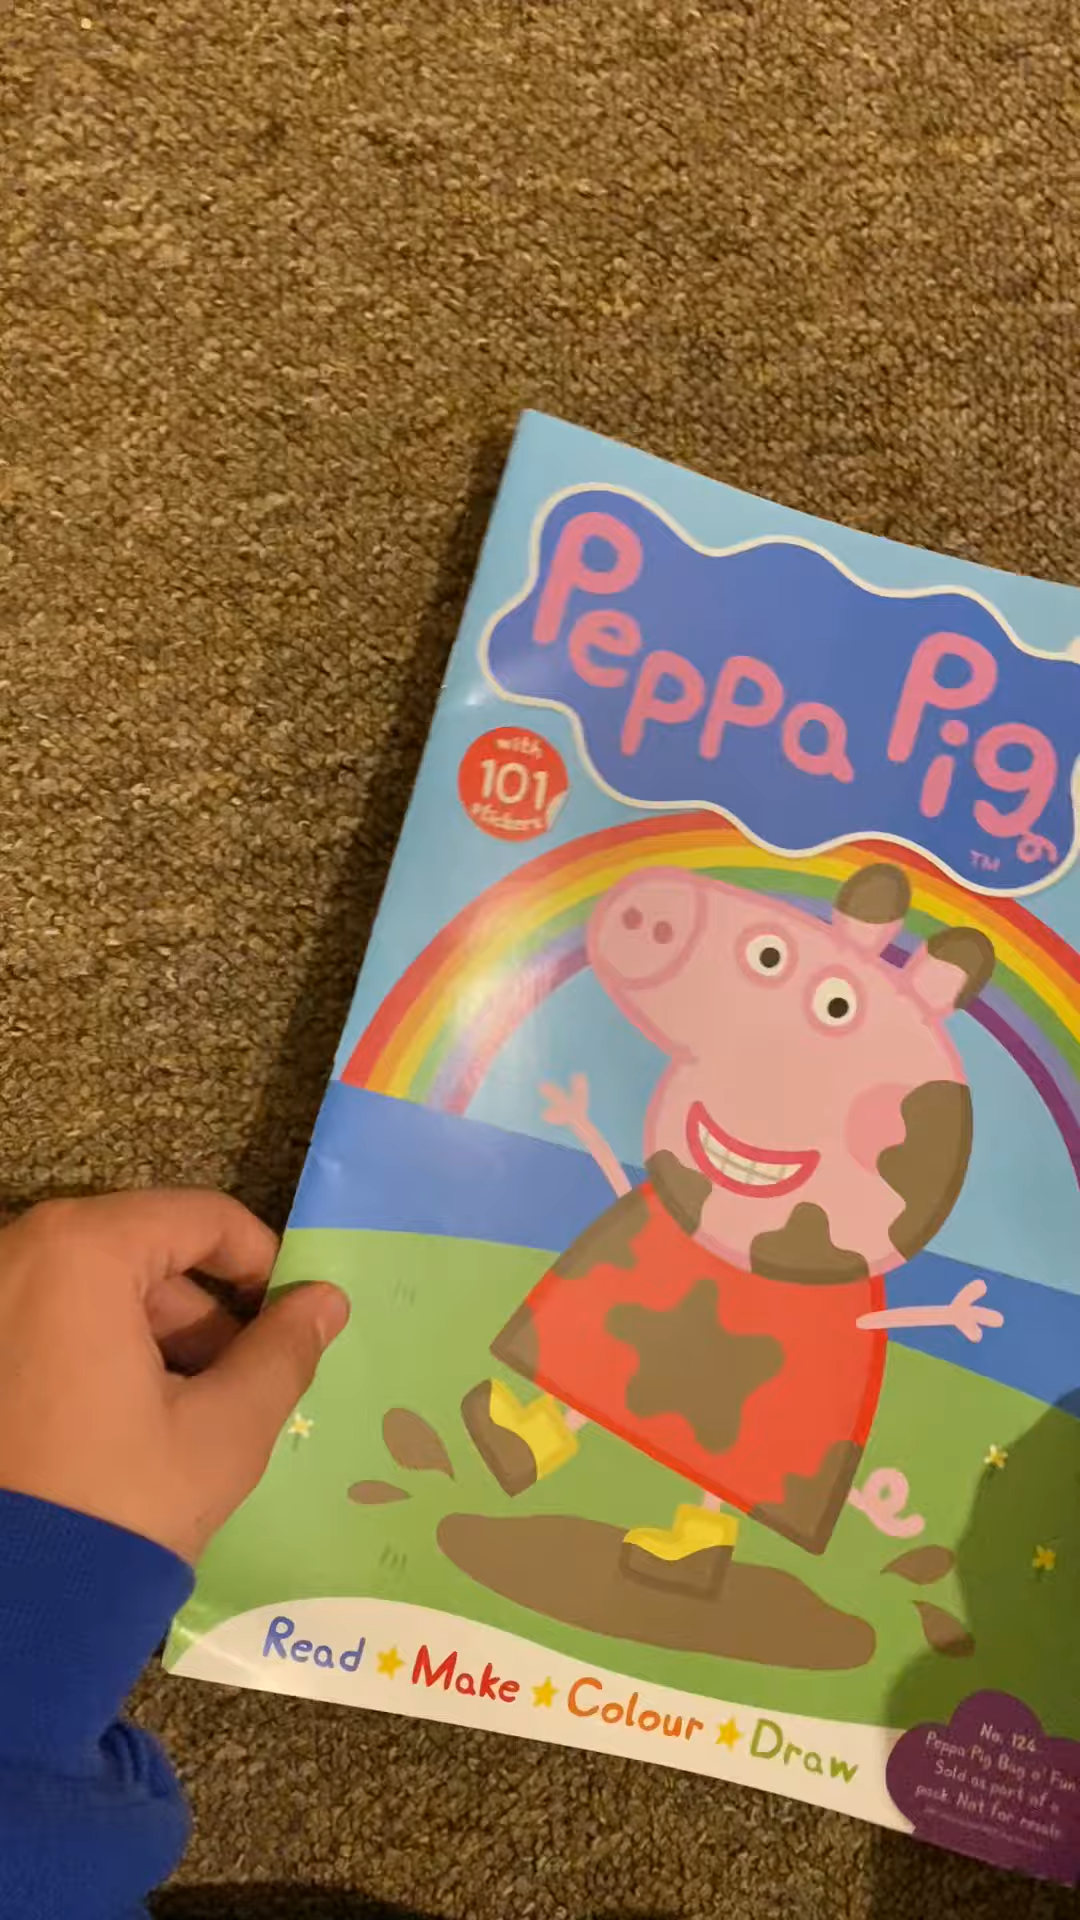 Peppa Pig
TM
with
101
stickers
Read Make Colour Draw
No. 124
Peppa Pig Bag o' Fun
Sold as part of a
pack. Not for resale